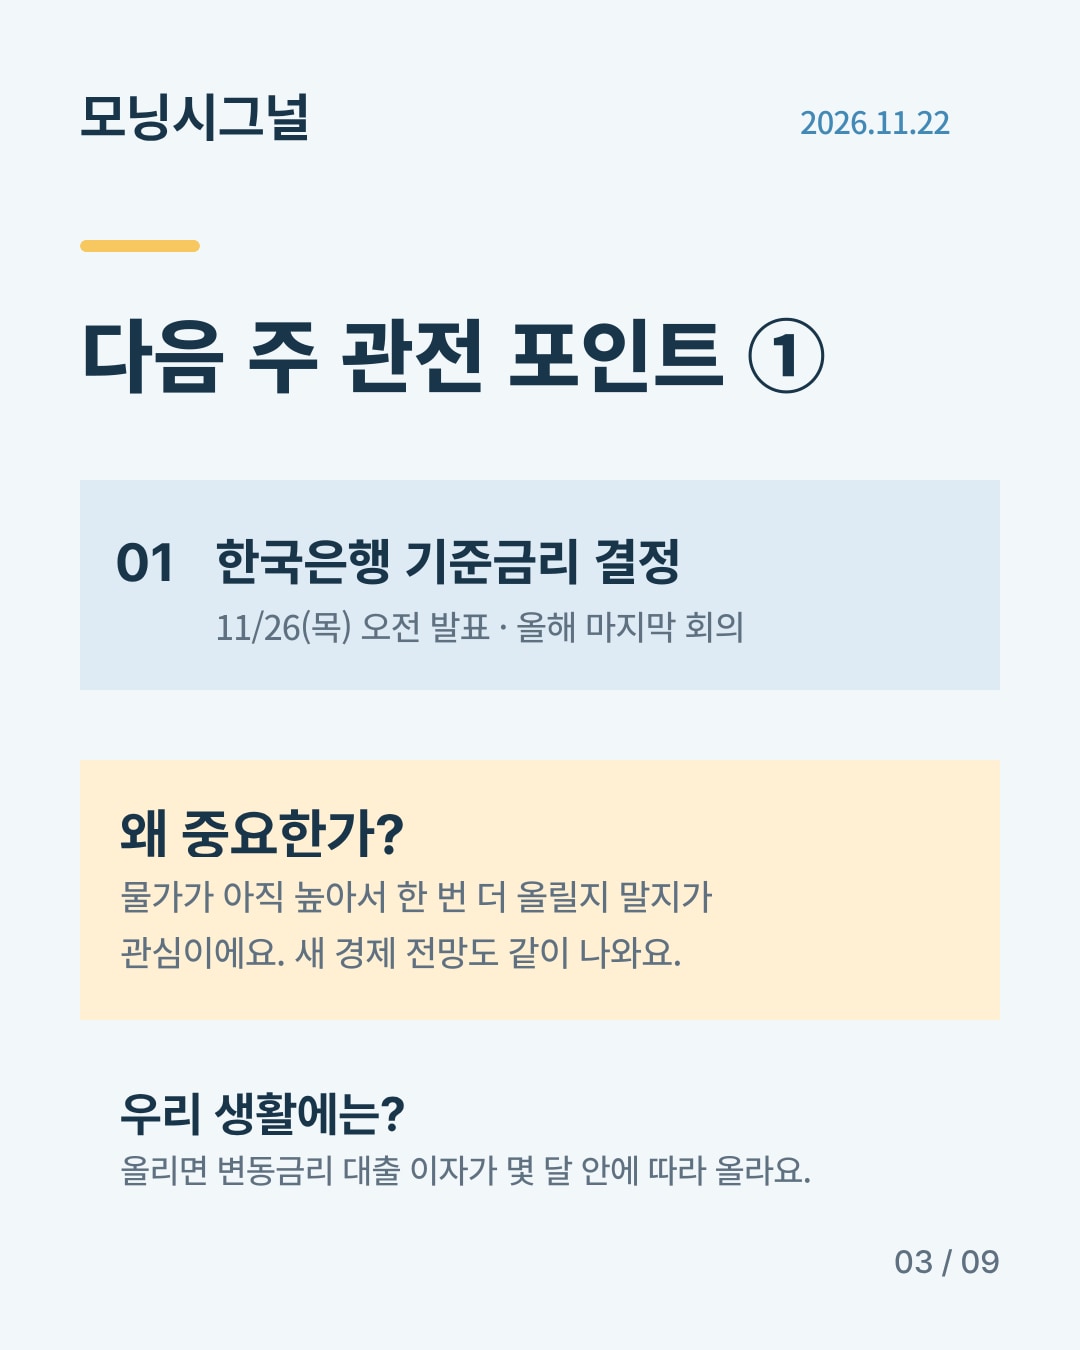 모닝시그널
2026.11.22
다음 주 관전 포인트 ①
01 한국은행 기준금리 결정
11/26(목) 오전 발표 · 올해 마지막 회의
왜 중요한가?
물가가 아직 높아서 한 번 더 올릴지 말지가
관심이에요. 새 경제 전망도 같이 나와요.
우리 생활에는?
올리면 변동금리 대출 이자가 몇 달 안에 따라 올라요.
03 / 09